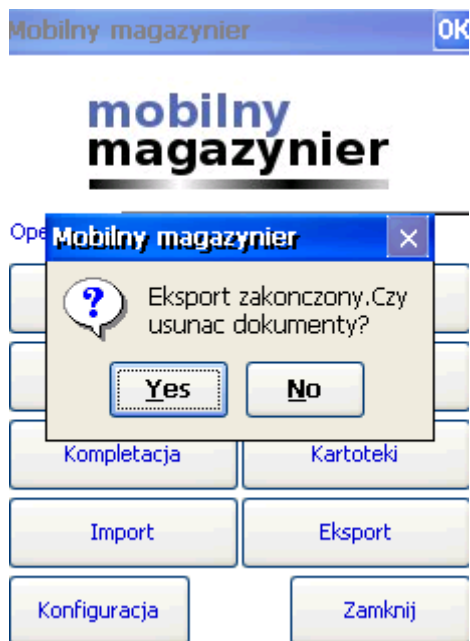 Mobilny magazynier OK
mobilny
magazynier
Ope
Mobilny magazynier
?
Eksport zakonczony.Czy
usunac dokumenty?
Yes No
Kompletacja Kartoteki
Import Eksport
Konfiguracja Zamknij